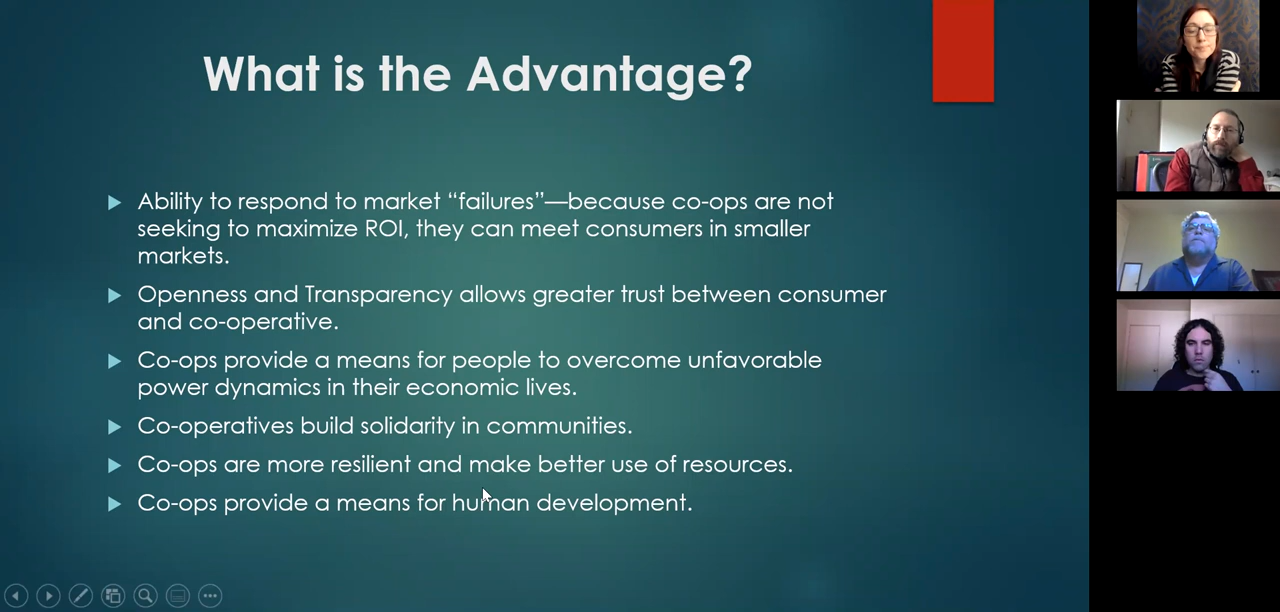 What is the Advantage?
Ability to respond to market “failures”—because co-ops are not
seeking to maximize ROI, they can meet consumers in smaller
markets.
Openness and Transparency allows greater trust between consumer
and co-operative.
Co-ops provide a means for people to overcome unfavorable
power dynamics in their economic lives.
Co-operatives build solidarity in communities.
Co-ops are more resilient and make better use of resources.
Co-ops provide a means for human development.